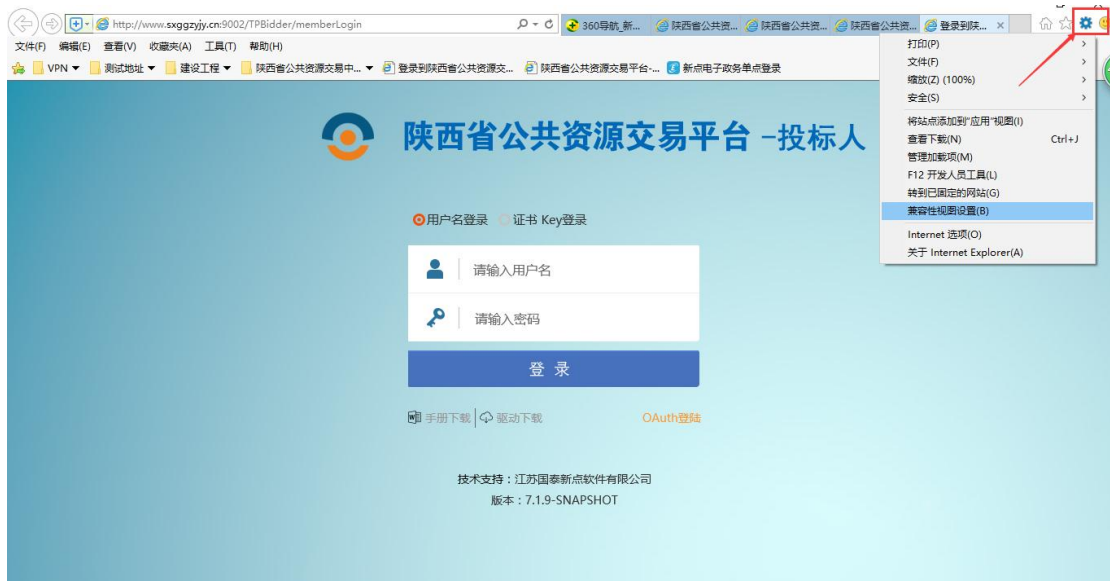 http://www.sxggzyjy.cn:9002/TPBidder/memberLogin
360导航_新...
陕西省公共资...
陕西省公共资...
陕西省公共资...
登录到陕...
文件(F) 编辑(E) 查看(V) 收藏夹(A) 工具(T) 帮助(H)
VPN 测试地址 建设工程 陕西省公共资源交易中... 登录到陕西省公共资源交... 陕西省公共资源交易平台-... 新点电子政务单点登录
打印(P)
文件(F)
缩放(Z) (100%)
安全(S)
将站点添加到"应用"视图(I)
查看下载(N) Ctrl+J
管理加载项(M)
F12 开发人员工具(L)
转到已固定的网站(G)
兼容性视图设置(B)
Internet 选项(O)
关于 Internet Explorer(A)
陕西省公共资源交易平台 -投标人
用户名登录 证书 Key登录
请输入用户名
请输入密码
登 录
手册下载 驱动下载 OAuth登陆
技术支持：江苏国泰新点软件有限公司
版本：7.1.9-SNAPSHOT